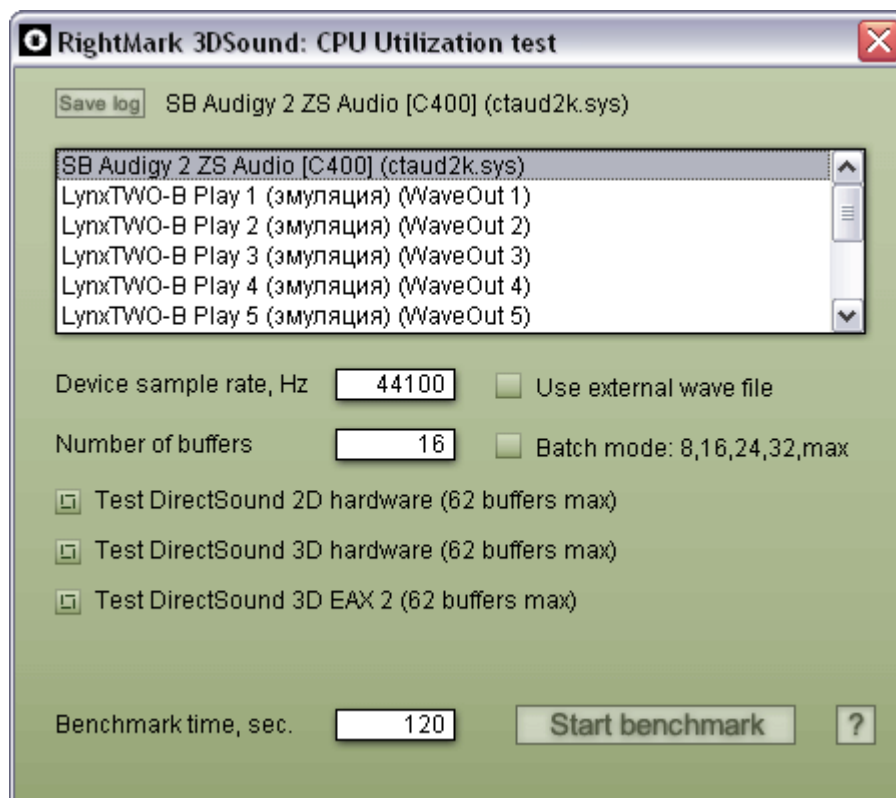 RightMark 3DSound: CPU Utilization test
Save log SB Audigy 2 ZS Audio [C400] (ctaud2k.sys)
SB Audigy 2 ZS Audio [C400] (ctaud2k.sys)
LynxTWO-B Play 1 (эмуляция) (WaveOut 1)
LynxTWO-B Play 2 (эмуляция) (WaveOut 2)
LynxTWO-B Play 3 (эмуляция) (WaveOut 3)
LynxTWO-B Play 4 (эмуляция) (WaveOut 4)
LynxTWO-B Play 5 (эмуляция) (WaveOut 5)
Device sample rate, Hz 44100 Use external wave file
Number of buffers 16 Batch mode: 8,16,24,32,max
Test DirectSound 2D hardware (62 buffers max)
Test DirectSound 3D hardware (62 buffers max)
Test DirectSound 3D EAX 2 (62 buffers max)
Benchmark time, sec. 120 Start benchmark ?